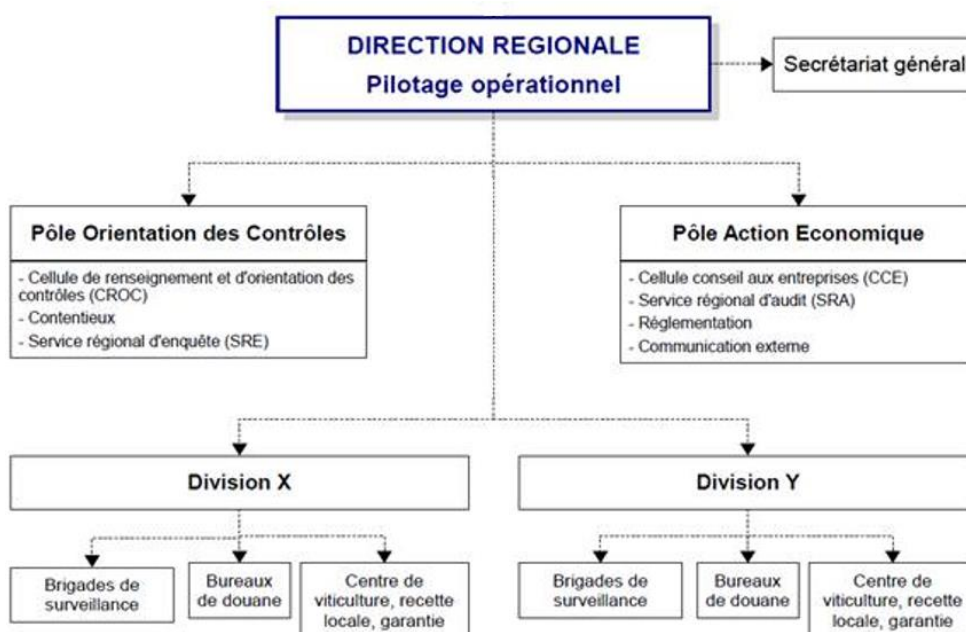 DIRECTION REGIONALE
Pilotage opérationnel
Secrétariat général
Pôle Orientation des Contrôles
- Cellule de renseignement et d'orientation des
contrôles (CROC)
- Contentieux
- Service régional d'enquête (SRE)
Pôle Action Economique
- Cellule conseil aux entreprises (CCE)
- Service régional d'audit (SRA)
- Réglementation
- Communication externe
Division X
Division Y
Brigades de
surveillance
Bureaux
de douane
Centre de
viticulture, recette
locale, garantie
Brigades de
surveillance
Bureaux
de douane
Centre de
viticulture, recette
locale, garantie